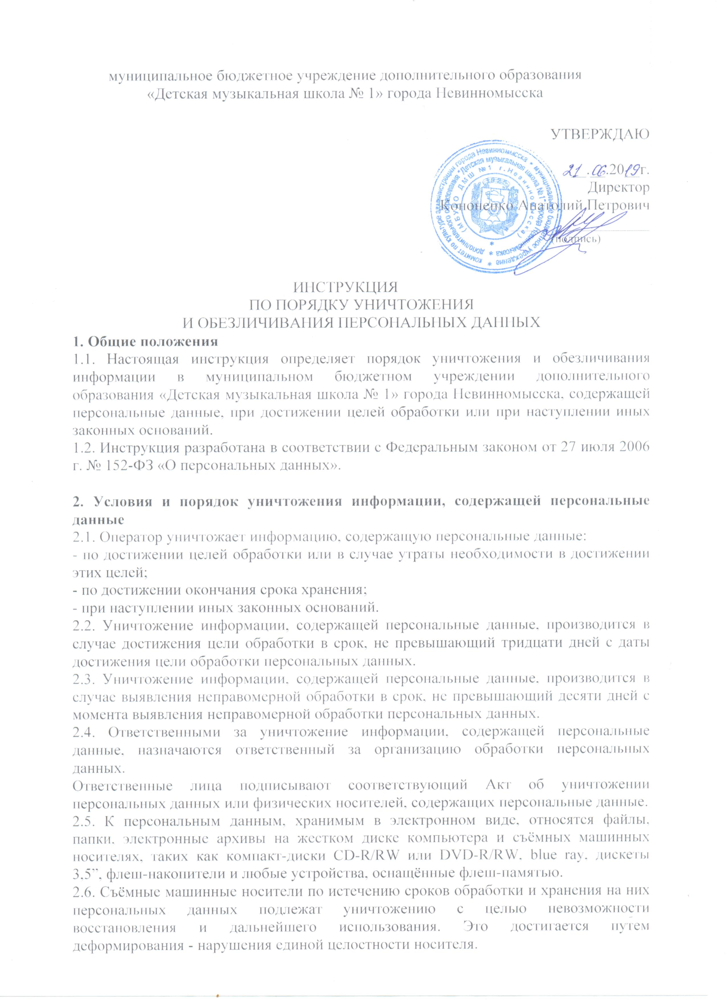 муниципальное бюджетное учреждение дополнительного образования
«Детская музыкальная школа № 1» города Невинномысска
УТВЕРЖДАЮ
21.06.2019г.
Директор
Кононенко Анатолий Петрович
(подпись)
комитет по культуре администрации города Невинномысска * муниципальное бюджетное учреждение *
дополнительного образования "Детская музыкальная школа №1" города Невинномысска *
(МБУДО ДМШ №1 г.Невинномысска)
ИНСТРУКЦИЯ
ПО ПОРЯДКУ УНИЧТОЖЕНИЯ
И ОБЕЗЛИЧИВАНИЯ ПЕРСОНАЛЬНЫХ ДАННЫХ
1. Общие положения
1.1. Настоящая инструкция определяет порядок уничтожения и обезличивания
информации в муниципальном бюджетном учреждении дополнительного
образования «Детская музыкальная школа № 1» города Невинномысска, содержащей
персональные данные, при достижении целей обработки или при наступлении иных
законных оснований.
1.2. Инструкция разработана в соответствии с Федеральным законом от 27 июля 2006
г. № 152-ФЗ «О персональных данных».
2. Условия и порядок уничтожения информации, содержащей персональные
данные
2.1. Оператор уничтожает информацию, содержащую персональные данные:
- по достижении целей обработки или в случае утраты необходимости в достижении
этих целей;
- по достижении окончания срока хранения;
- при наступлении иных законных оснований.
2.2. Уничтожение информации, содержащей персональные данные, производится в
случае достижения цели обработки в срок, не превышающий тридцати дней с даты
достижения цели обработки персональных данных.
2.3. Уничтожение информации, содержащей персональные данные, производится в
случае выявления неправомерной обработки в срок, не превышающий десяти дней с
момента выявления неправомерной обработки персональных данных.
2.4. Ответственными за уничтожение информации, содержащей персональные
данные, назначаются ответственный за организацию обработки персональных
данных.
Ответственные лица подписывают соответствующий Акт об уничтожении
персональных данных или физических носителей, содержащих персональные данные.
2.5. К персональным данным, хранимым в электронном виде, относятся файлы,
папки, электронные архивы на жестком диске компьютера и съёмных машинных
носителях, таких как компакт-диски CD-R/RW или DVD-R/RW, blue ray, дискеты
3,5”, флеш-накопители и любые устройства, оснащённые флеш-памятью.
2.6. Съёмные машинные носители по истечению сроков обработки и хранения на них
персональных данных подлежат уничтожению с целью невозможности
восстановления и дальнейшего использования. Это достигается путем
деформирования - нарушения единой целостности носителя.